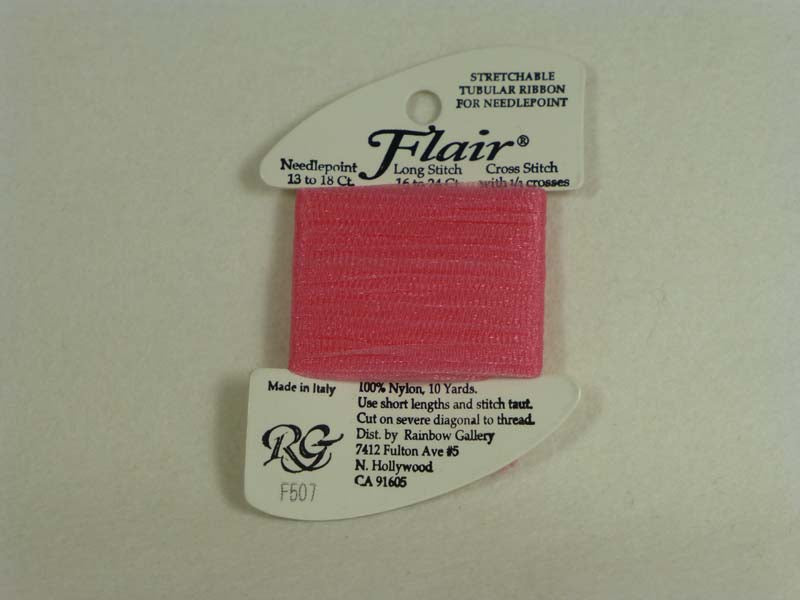 STRETCHABLE
TUBULAR RIBBON
FOR NEEDLEPOINT
Flair®
Needlepoint
13 to 18 Ct.
Long Stitch
16 to 24 Ct.
Cross Stitch
with 1/2 crosses
Made in Italy
RG
F507
100% Nylon, 10 Yards.
Use short lengths and stitch taut.
Cut on severe diagonal to thread.
Dist. by Rainbow Gallery
7412 Fulton Ave #5
N. Hollywood
CA 91605